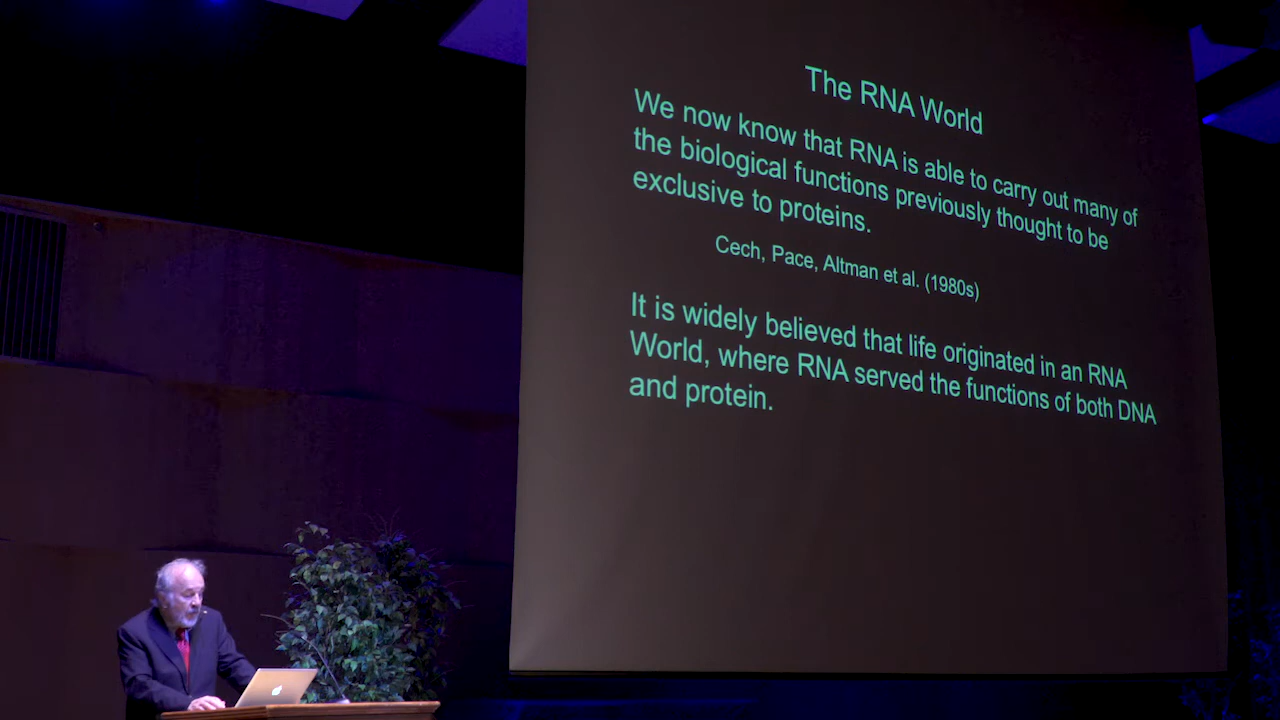 The RNA World
We now know that RNA is able to carry out many of
the biological functions previously thought to be
exclusive to proteins.
Cech, Pace, Altman et al. (1980s)
It is widely believed that life originated in an RNA
World, where RNA served the functions of both DNA
and protein.